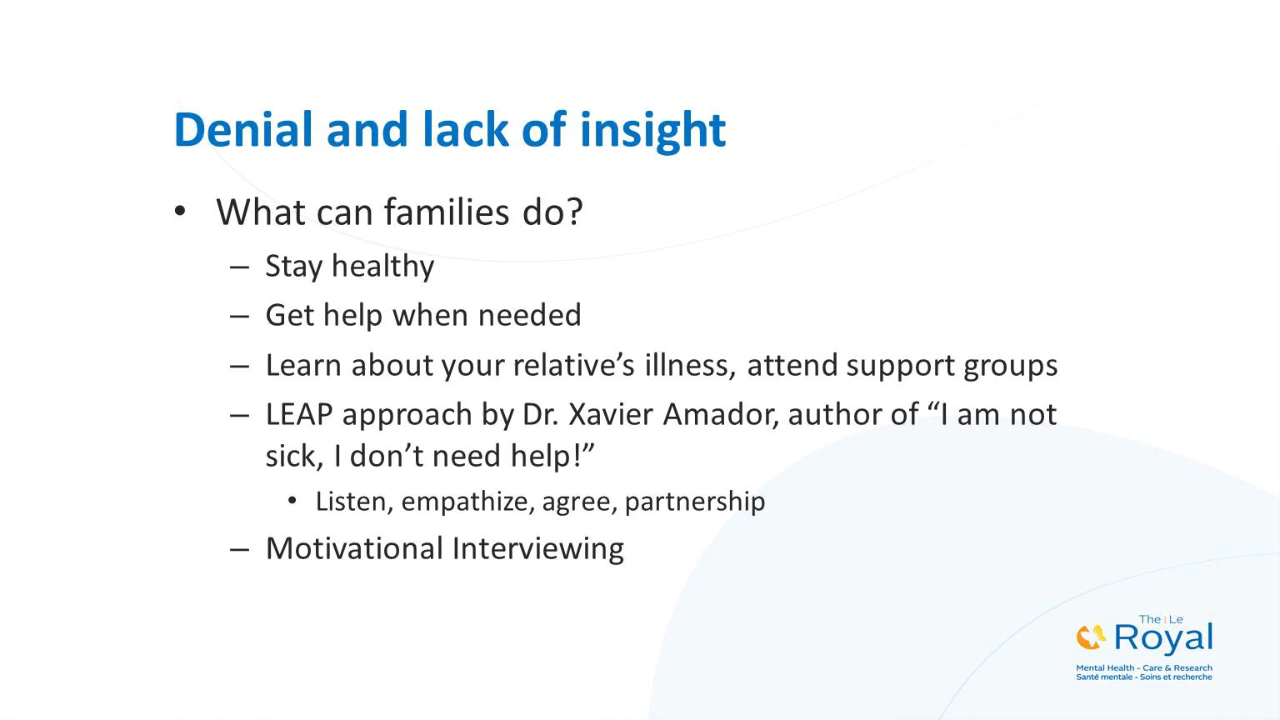 Denial and lack of insight
• What can families do?
– Stay healthy
– Get help when needed
– Learn about your relative’s illness, attend support groups
– LEAP approach by Dr. Xavier Amador, author of “I am not
sick, I don’t need help!”
• Listen, empathize, agree, partnership
– Motivational Interviewing
The | Le
Royal
Mental Health - Care & Research
Santé mentale - Soins et recherche